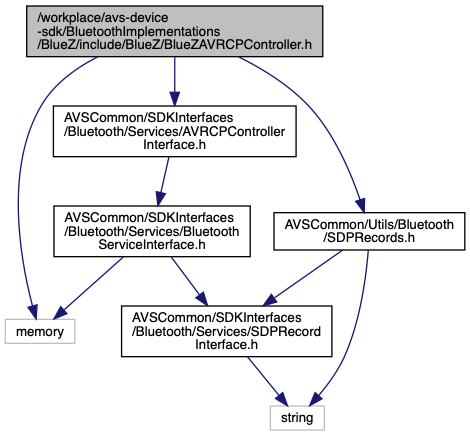 /workplace/avs-device
-sdk/BluetoothImplementations
/BlueZ/include/BlueZ/BlueZAVRCPController.h
AVSCommon/SDKInterfaces
/Bluetooth/Services/AVRCPController
Interface.h
AVSCommon/SDKInterfaces
/Bluetooth/Services/Bluetooth
ServiceInterface.h
AVSCommon/Utils/Bluetooth
/SDPRecords.h
memory
AVSCommon/SDKInterfaces
/Bluetooth/Services/SDPRecord
Interface.h
string